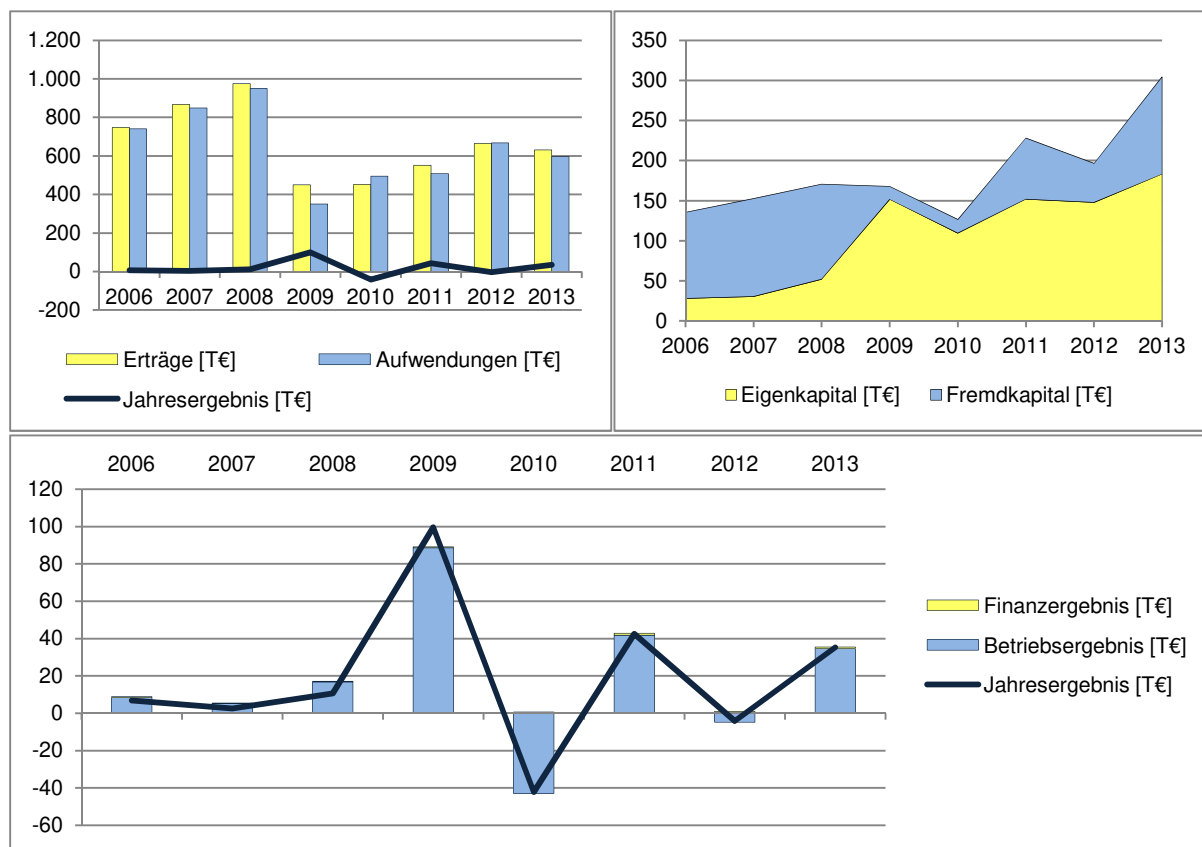 1.200
1.000
800
600
400
200
0
-200
2006 2007 2008 2009 2010 2011 2012 2013
Erträge [T€] Aufwendungen [T€]
Jahresergebnis [T€]
350
300
250
200
150
100
50
0
2006 2007 2008 2009 2010 2011 2012 2013
Eigenkapital [T€] Fremdkapital [T€]
2006 2007 2008 2009 2010 2011 2012 2013
120
100
80
60
40
20
0
-20
-40
-60
Finanzergebnis [T€]
Betriebsergebnis [T€]
Jahresergebnis [T€]